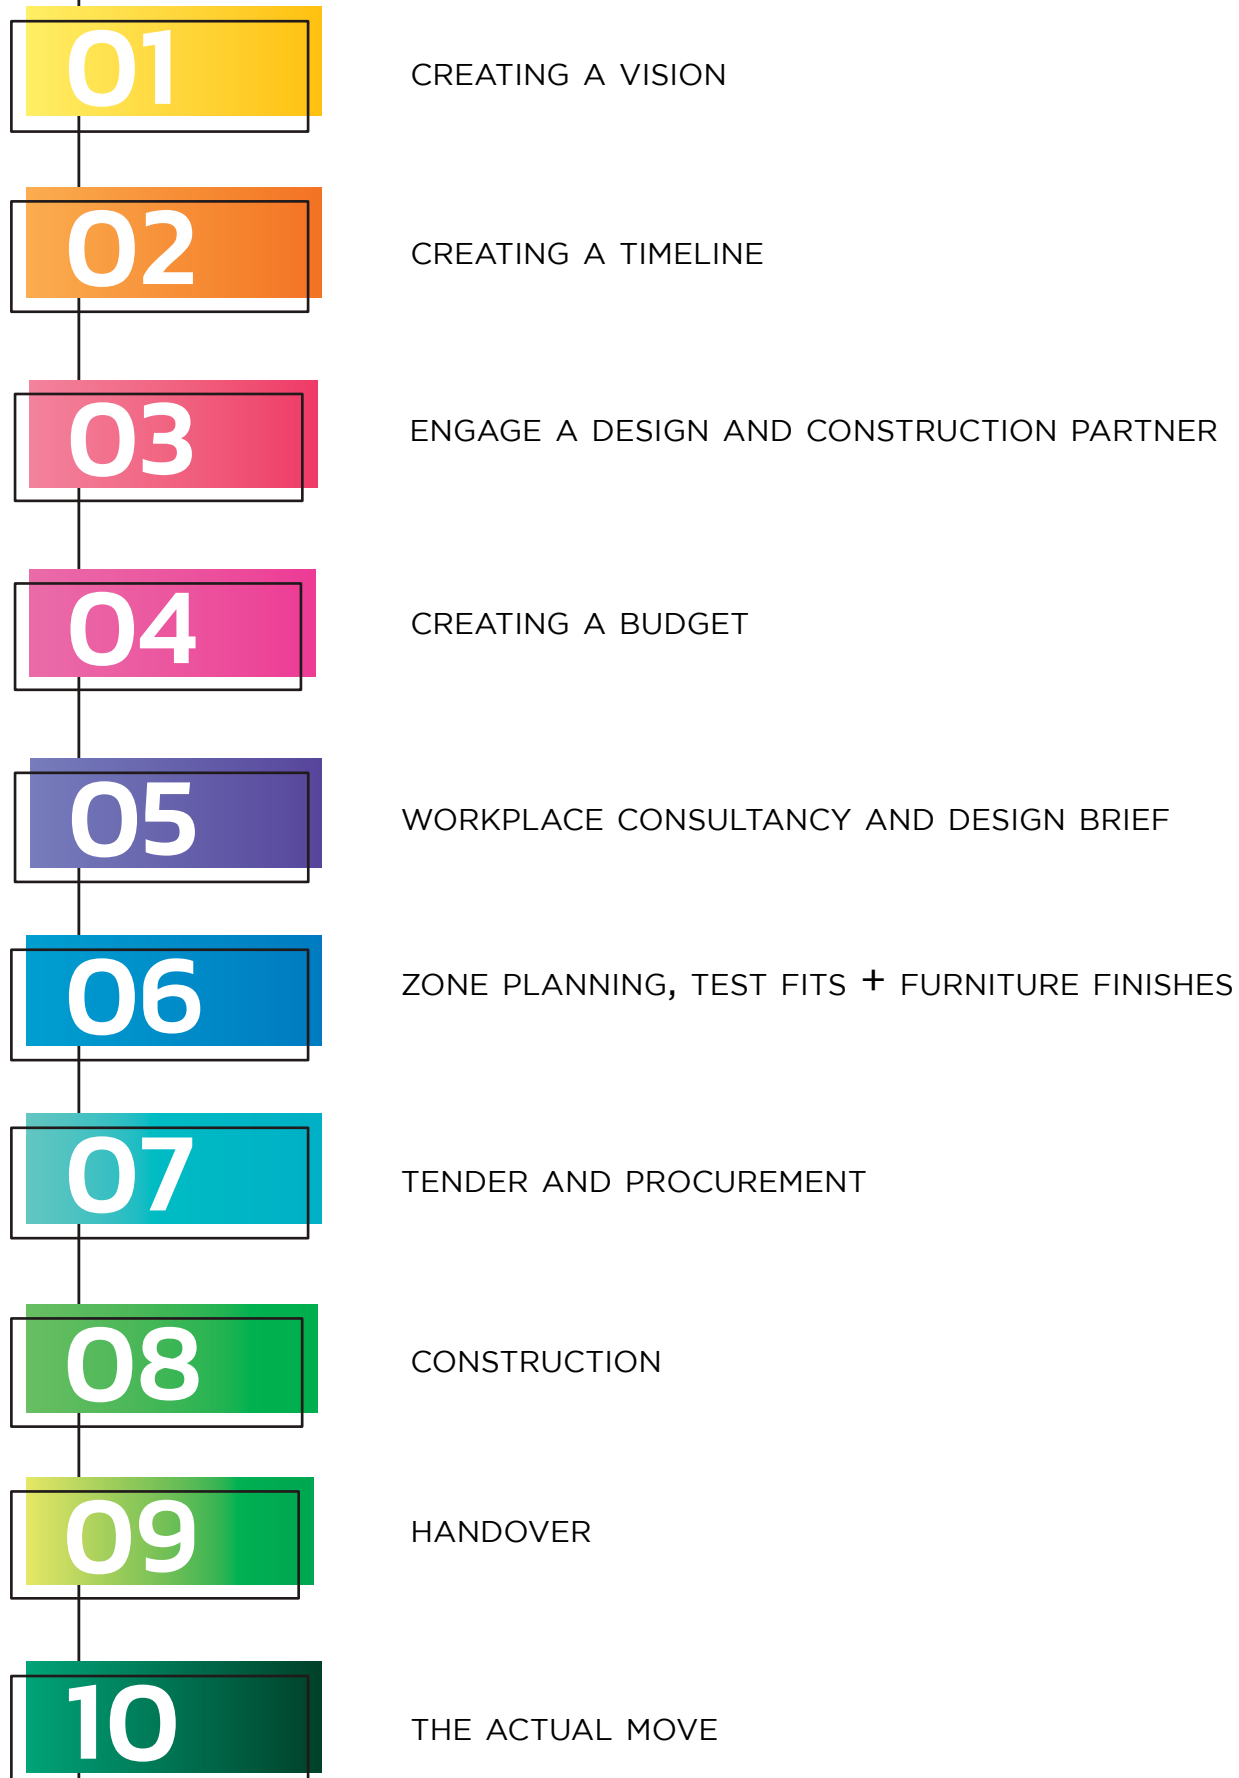 01
CREATING A VISION
02
CREATING A TIMELINE
03
ENGAGE A DESIGN AND CONSTRUCTION PARTNER
04
CREATING A BUDGET
05
WORKPLACE CONSULTANCY AND DESIGN BRIEF
06
ZONE PLANNING, TEST FITS + FURNITURE FINISHES
07
TENDER AND PROCUREMENT
08
CONSTRUCTION
09
HANDOVER
10
THE ACTUAL MOVE